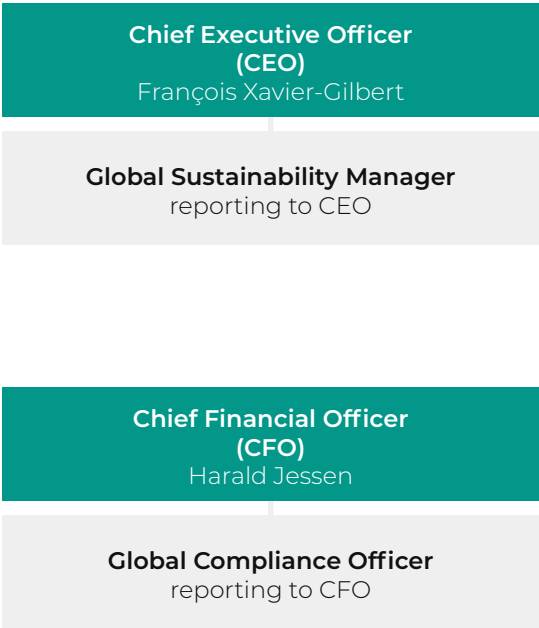 Chief Executive Officer
(CEO)
François Xavier-Gilbert
Global Sustainability Manager
reporting to CEO
Chief Financial Officer
(CFO)
Harald Jessen
Global Compliance Officer
reporting to CFO